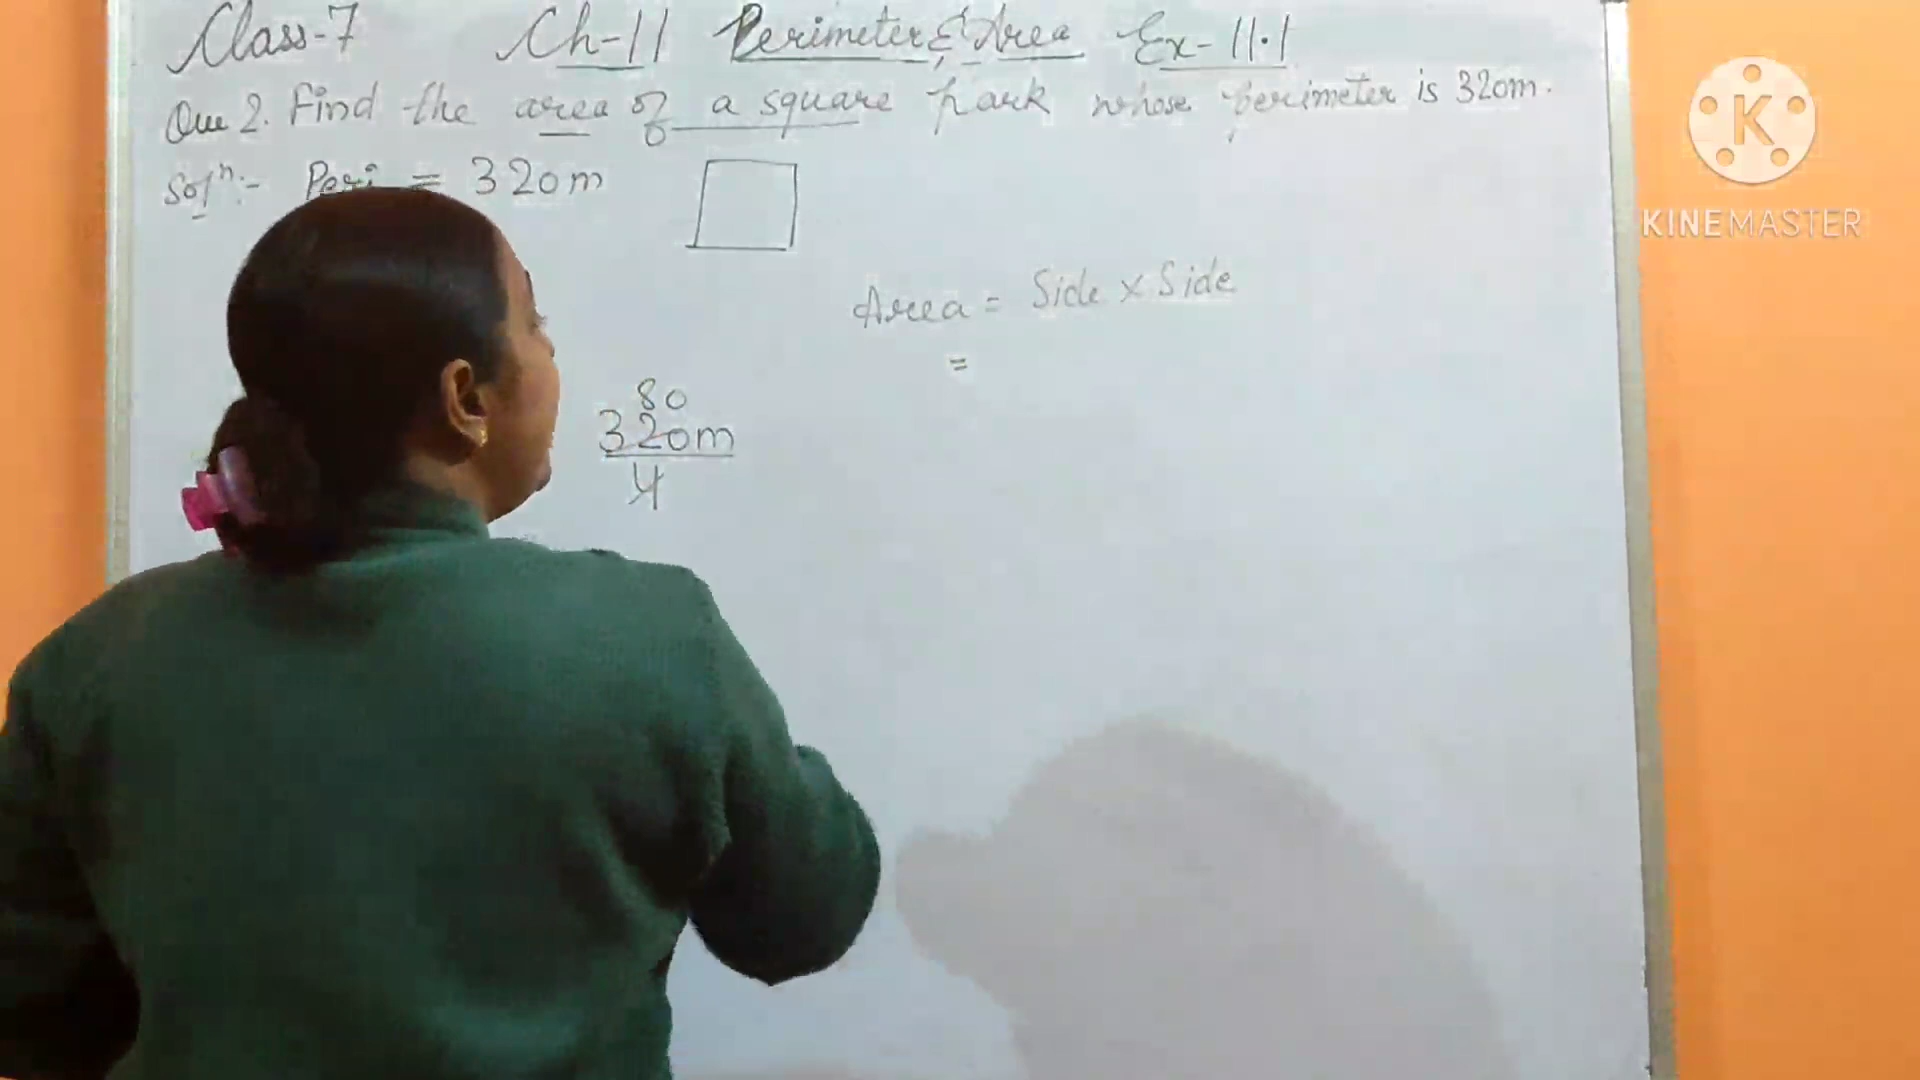 Class-7 Ch-11 Perimeter & Area Ex-11.1
Que 2. Find the area of a square park whose perimeter is 320m.
Solⁿ:- Peri = 320m
Area = Side × Side
=
80
320m
4
KINEMASTER